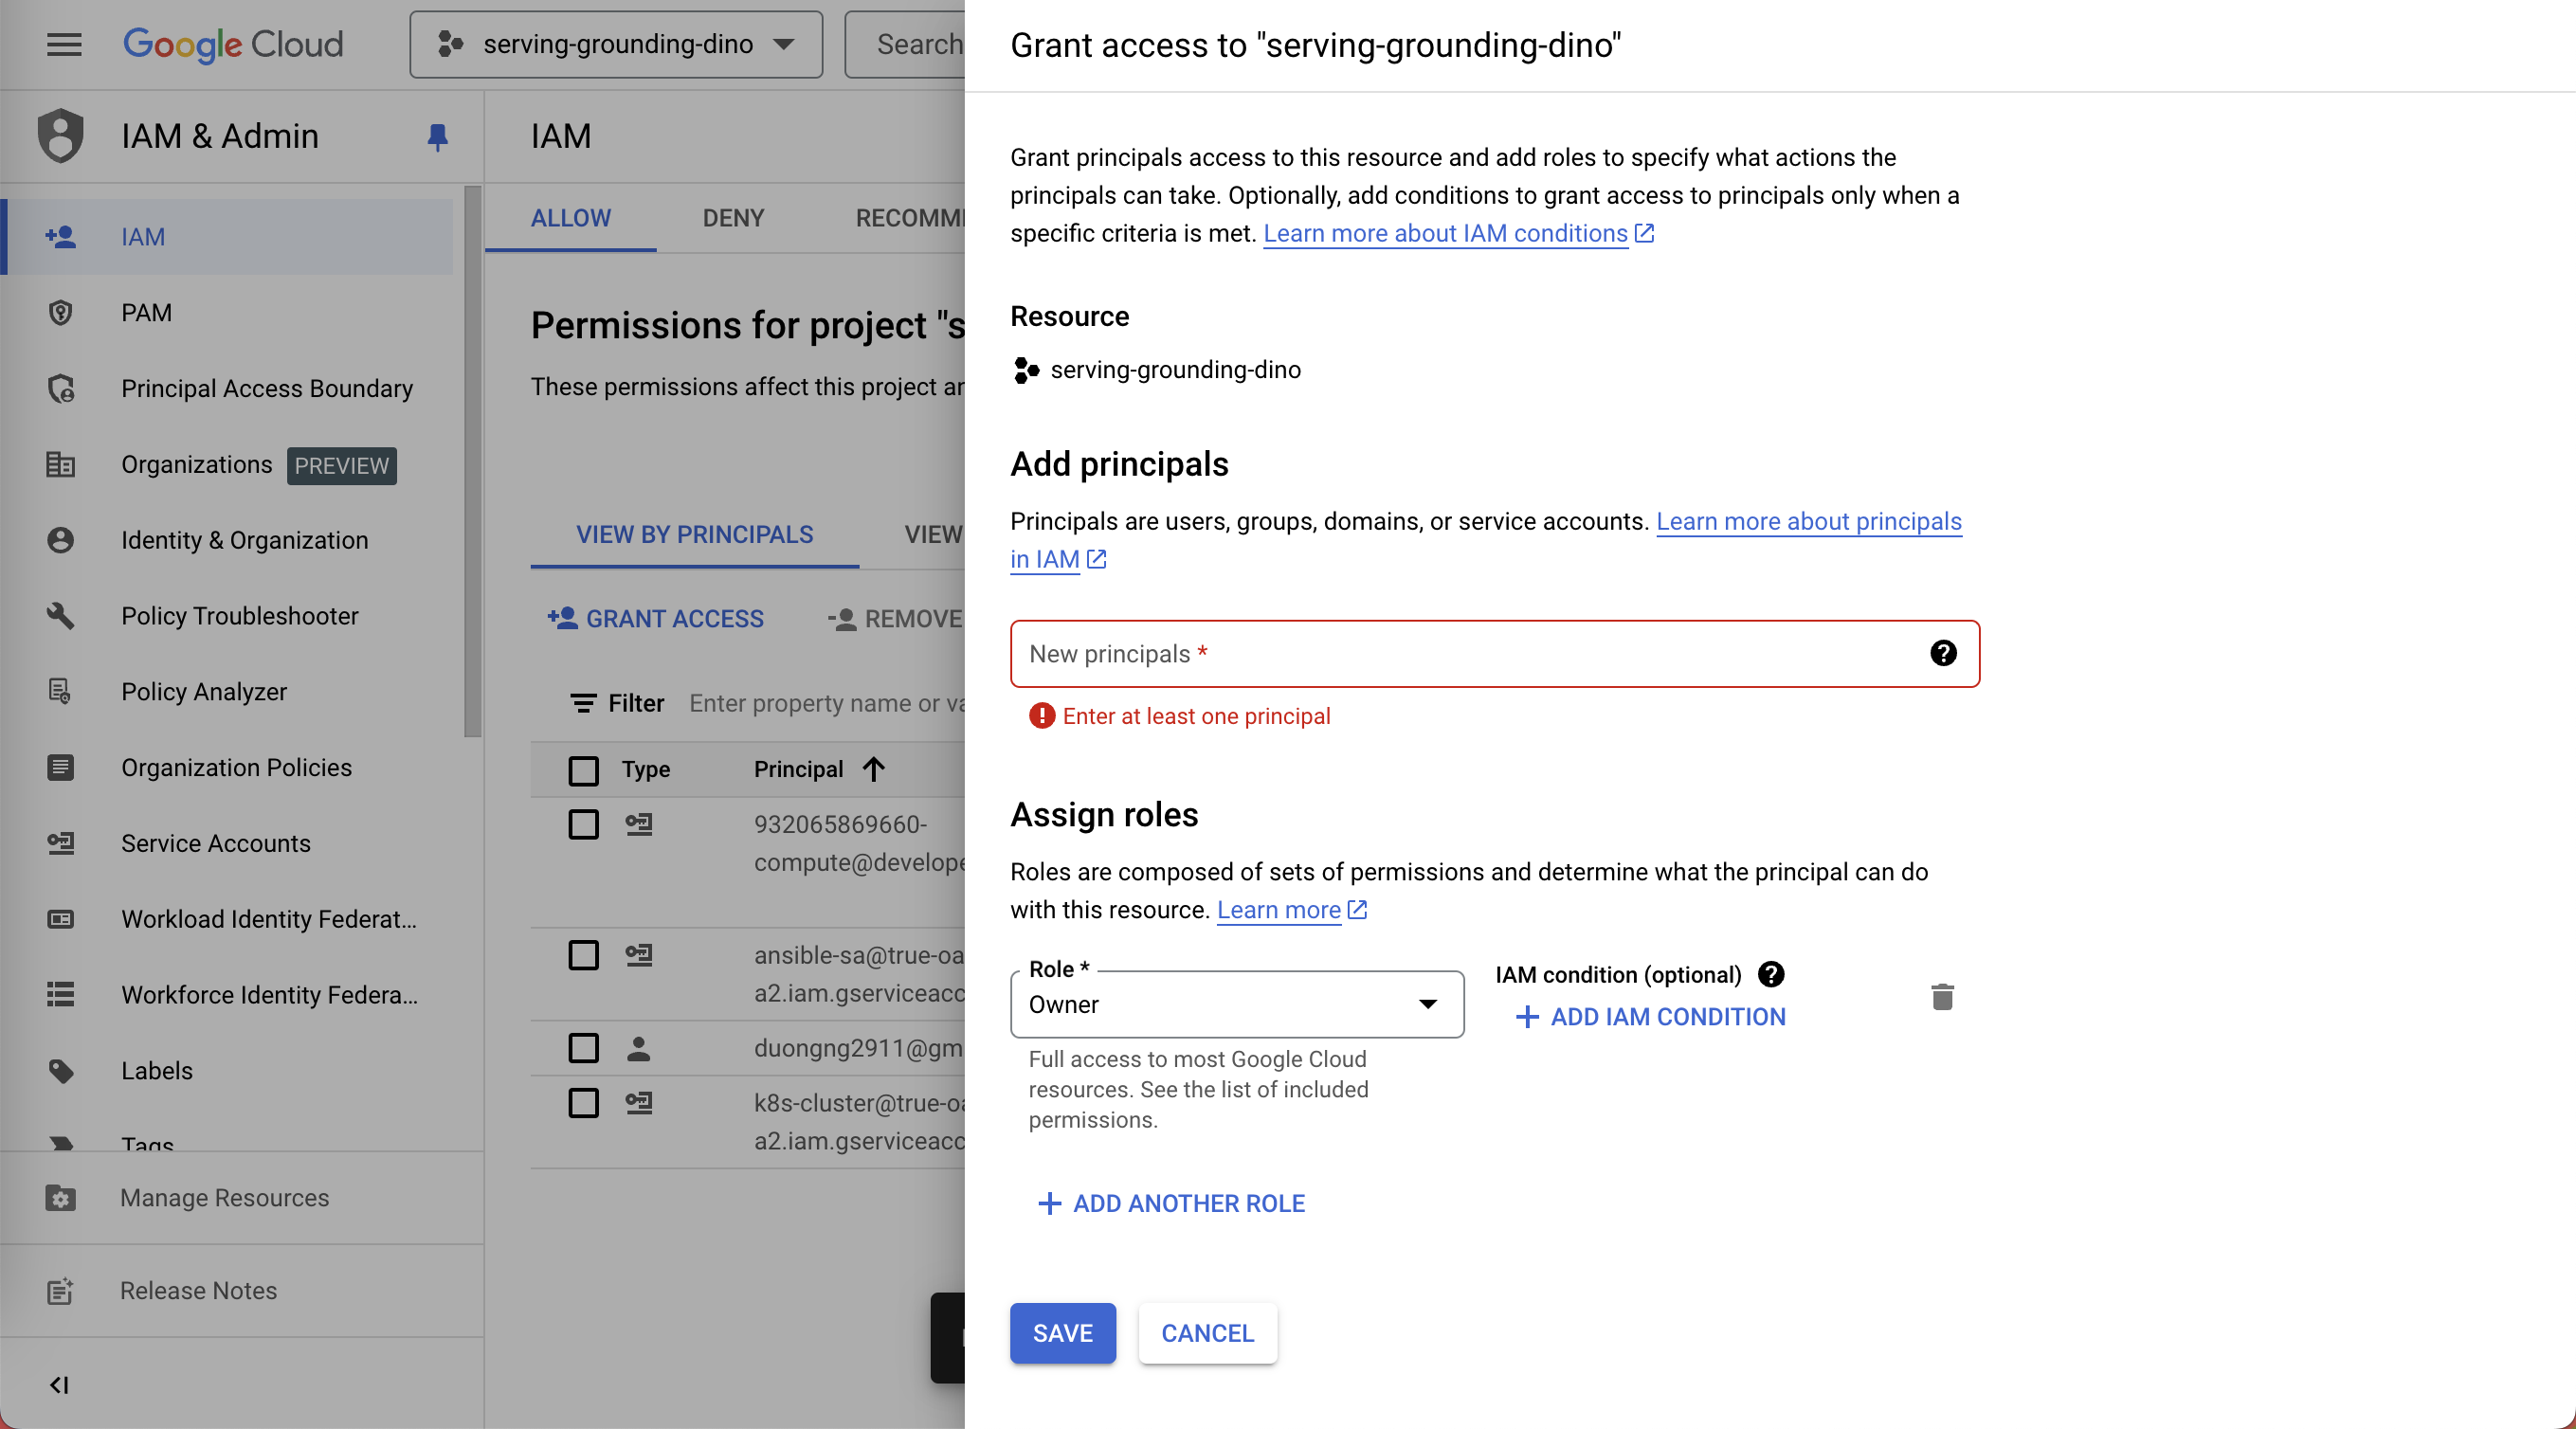 Google Cloud
serving-grounding-dino
Search
IAM & Admin
IAM
PAM
Principal Access Boundary
Organizations PREVIEW
Identity & Organization
Policy Troubleshooter
Policy Analyzer
Organization Policies
Service Accounts
Workload Identity Federat...
Workforce Identity Federa...
Labels
Tags
Manage Resources
Release Notes
IAM
ALLOW DENY RECOMM
Permissions for project "s
These permissions affect this project an
VIEW BY PRINCIPALS VIEW
GRANT ACCESS REMOVE
Filter Enter property name or va
Type Principal
932065869660-
compute@develope
ansible-sa@true-oa
a2.iam.gserviceacc
duongng2911@gm
k8s-cluster@true-oa
a2.iam.gserviceacc
Grant access to "serving-grounding-dino"
Grant principals access to this resource and add roles to specify what actions the
principals can take. Optionally, add conditions to grant access to principals only when a
specific criteria is met. Learn more about IAM conditions
Resource
serving-grounding-dino
Add principals
Principals are users, groups, domains, or service accounts. Learn more about principals
in IAM
New principals *
Enter at least one principal
Assign roles
Roles are composed of sets of permissions and determine what the principal can do
with this resource. Learn more
Role *
Owner
Full access to most Google Cloud
resources. See the list of included
permissions.
IAM condition (optional)
+ ADD IAM CONDITION
+ ADD ANOTHER ROLE
SAVE CANCEL